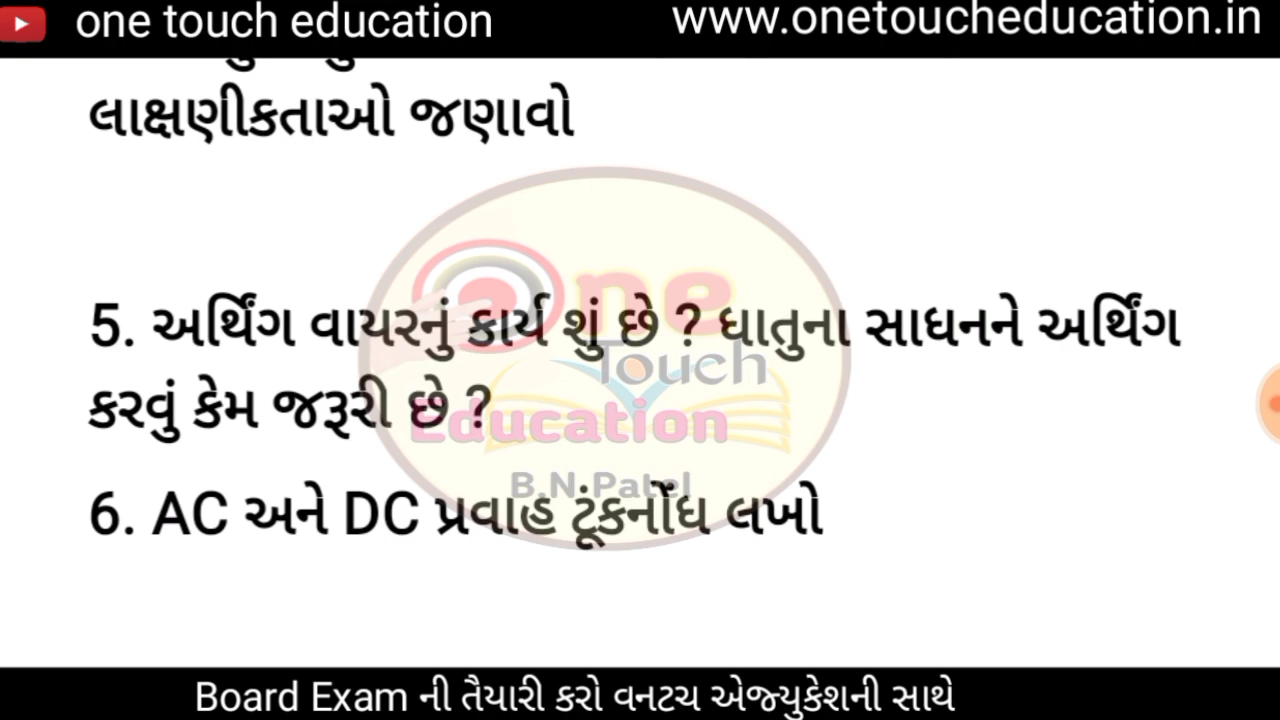 one touch education
www.onetoucheducation.in
લાક્ષણીકતાઓ જણાવો
5. અર્થિંગ વાયરનું કાર્ય શું છે ? ધાતુના સાધનને અર્થિંગ
કરવું કેમ જરૂરી છે ?
6. AC અને DC પ્રવાહ ટૂંકનોંધ લખો
One
Touch
Education
B.N.Patel
Board Exam ની તૈયારી કરો વનટચ એજ્યુકેશની સાથે